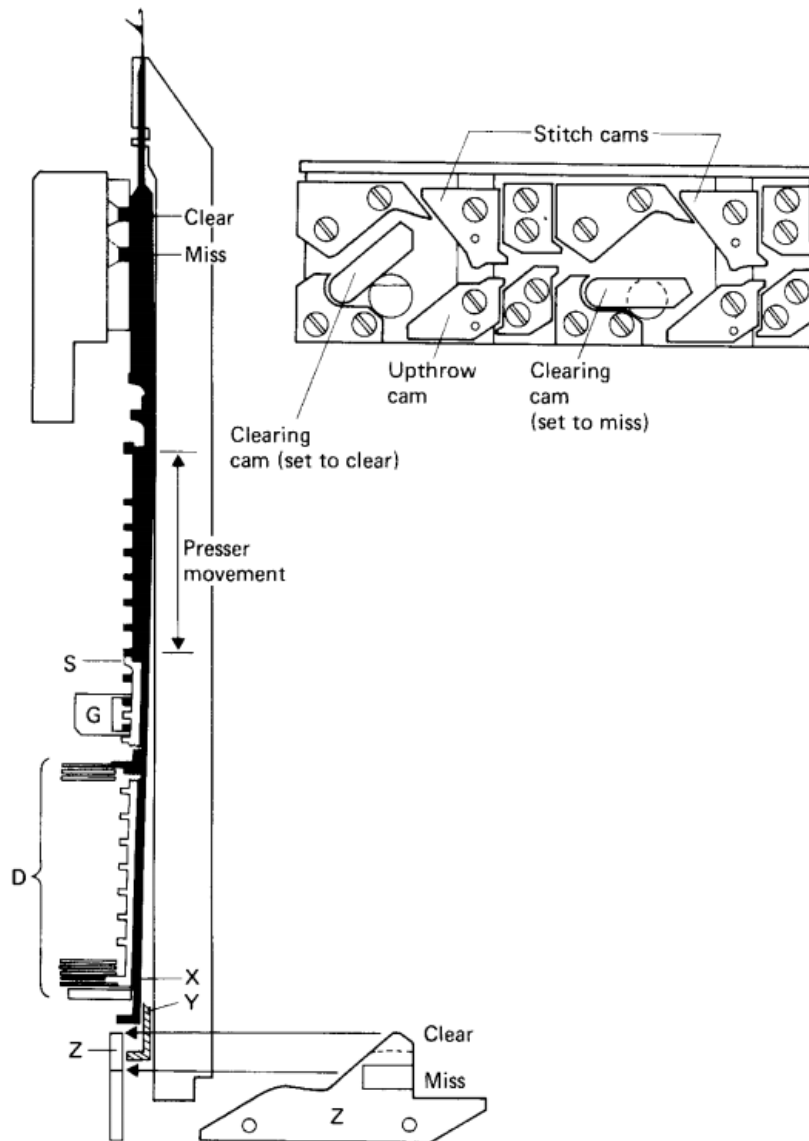 Clear
Miss
Stitch cams
Upthrow
cam
Clearing
cam
(set to miss)
Clearing
cam (set to clear)
Presser
movement
S
G
D
X
Y
Z
Clear
Miss
Z